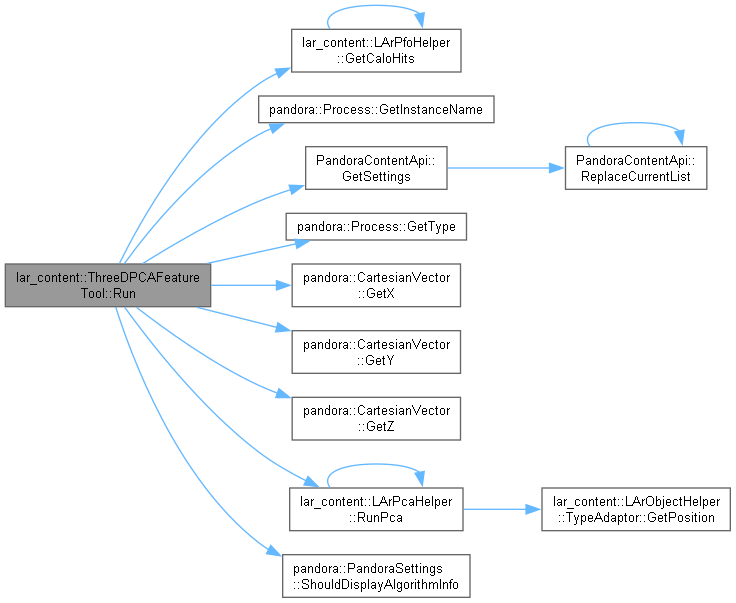 lar_content::LArPfoHelper
::GetCaloHits
pandora::Process::GetInstanceName
PandoraContentApi::
GetSettings
PandoraContentApi::
ReplaceCurrentList
pandora::Process::GetType
lar_content::ThreeDPCAFeature
Tool::Run
pandora::CartesianVector
::GetX
pandora::CartesianVector
::GetY
pandora::CartesianVector
::GetZ
lar_content::LArPcaHelper
::RunPca
lar_content::LArObjectHelper
::TypeAdaptor::GetPosition
pandora::PandoraSettings
::ShouldDisplayAlgorithmInfo